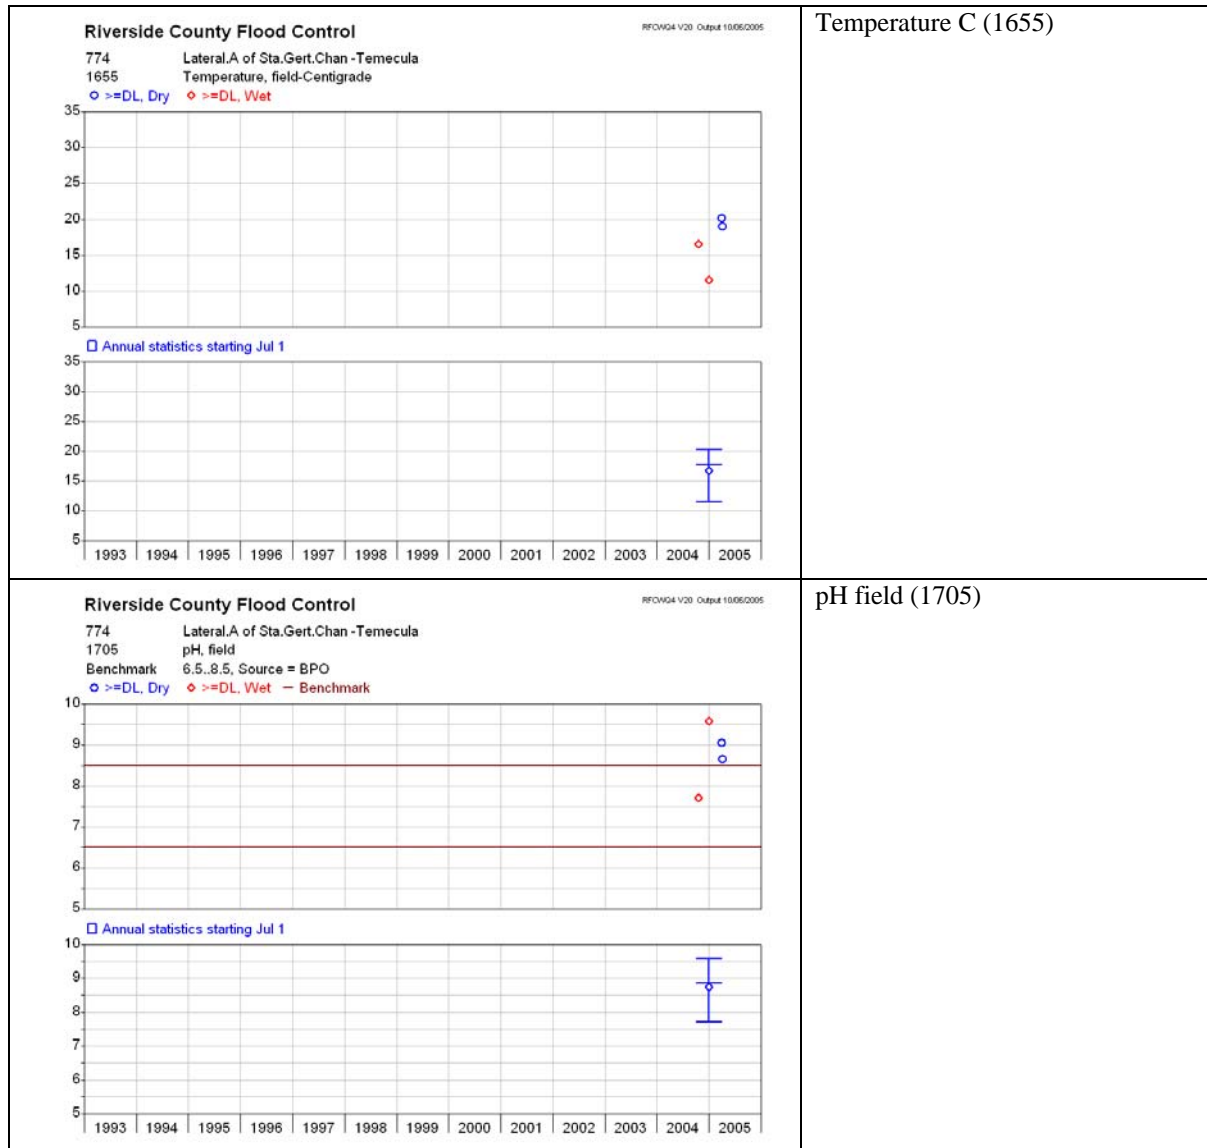 Riverside County Flood Control
RFCWQ4 V20 Output 10/06/2005
774 Lateral.A of Sta.Gert.Chan -Temecula
1655 Temperature, field-Centigrade
>=DL, Dry >=DL, Wet
35
30
25
20
15
10
5
Annual statistics starting Jul 1
35
30
25
20
15
10
5
1993 1994 1995 1996 1997 1998 1999 2000 2001 2002 2003 2004 2005
Temperature C (1655)
Riverside County Flood Control
RFCWQ4 V20 Output 10/06/2005
774 Lateral.A of Sta.Gert.Chan -Temecula
1705 pH, field
Benchmark 6.5..8.5, Source = BPO
>=DL, Dry >=DL, Wet Benchmark
10
9
8
7
6
5
Annual statistics starting Jul 1
10
9
8
7
6
5
1993 1994 1995 1996 1997 1998 1999 2000 2001 2002 2003 2004 2005
pH field (1705)